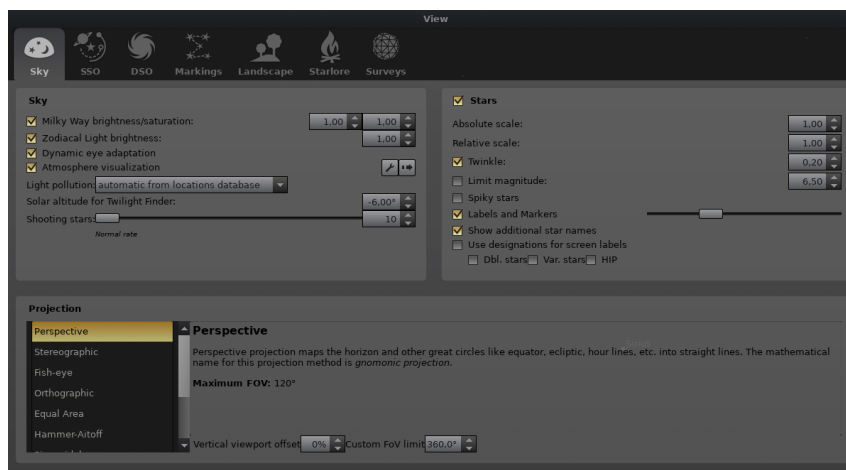 View
Sky SSO DSO Markings Landscape Starlore Surveys
Sky
Milky Way brightness/saturation: 1,00 1,00
Zodiacal Light brightness: 1,00
Dynamic eye adaptation
Atmosphere visualization
Light pollution: automatic from locations database
Solar altitude for Twilight Finder: -6,00°
Shooting stars: 10
Normal rate
Stars
Absolute scale: 1,00
Relative scale: 1,00
Twinkle: 0,20
Limit magnitude: 6,50
Spiky stars
Labels and Markers
Show additional star names
Use designations for screen labels
Dbl. stars Var. stars HIP
Projection
Perspective
Stereographic
Fish-eye
Orthographic
Equal Area
Hammer-Aitoff
Perspective
Perspective projection maps the horizon and other great circles like equator, ecliptic, hour lines, etc. into straight lines. The mathematical
name for this projection method is gnomonic projection.
Maximum FOV: 120°
Vertical viewport offset 0% Custom FoV limit 360.0°